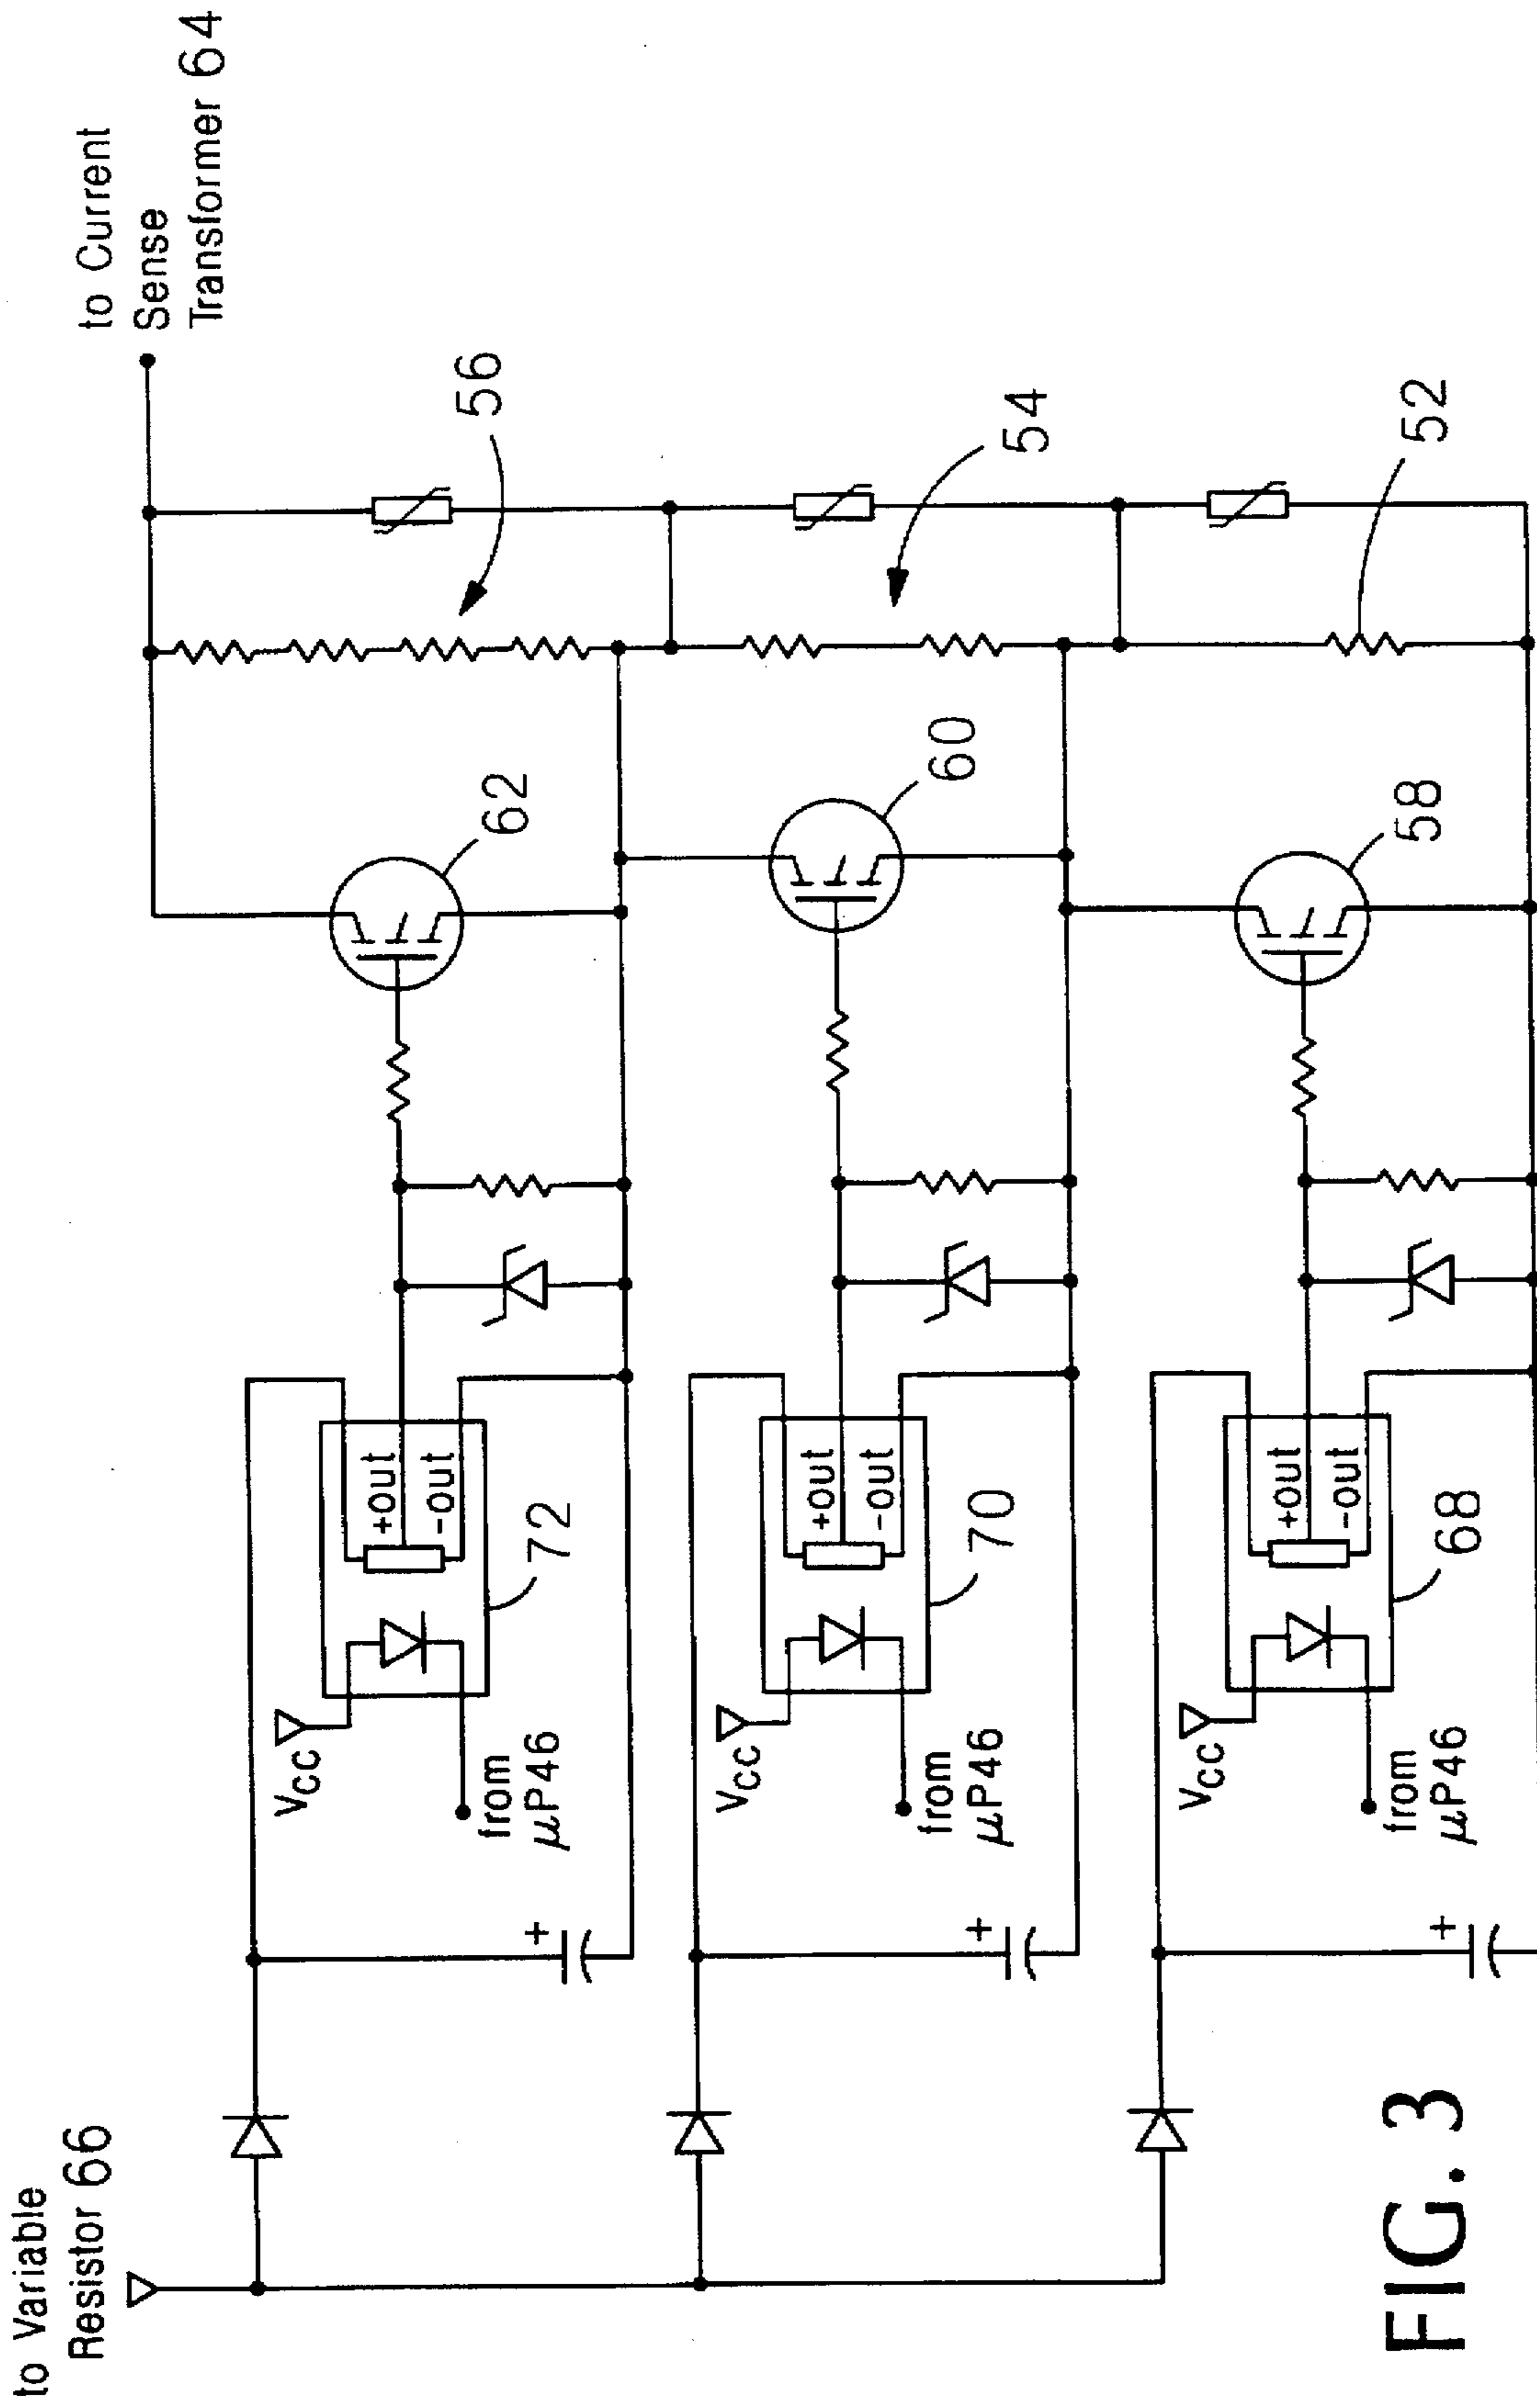 to Variable
Resistor 66
to Current
Sense
Transformer 64
56
54
52
62
60
58
+out
-out
72
Vcc
from
μP46
+
+out
-out
70
Vcc
from
μP46
+
+out
-out
68
Vcc
from
μP46
+
FIG. 3